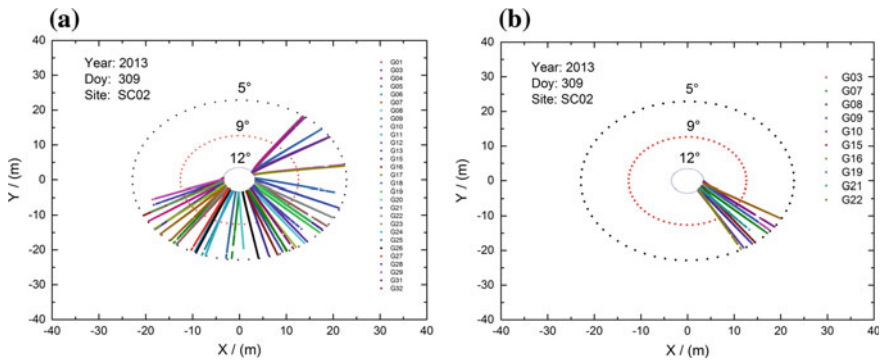 (a)
Year: 2013
Doy: 309
Site: SC02
5°
9°
12°
G01
G03
G04
G05
G06
G07
G08
G09
G10
G11
G12
G13
G15
G16
G17
G18
G19
G20
G21
G22
G23
G24
G25
G26
G27
G28
G29
G31
G32
40
30
20
10
0
-10
-20
-30
-40
Y / (m)
-40 -30 -20 -10 0 10 20 30 40
X / (m)
(b)
Year: 2013
Doy: 309
Site: SC02
5°
9°
12°
G03
G07
G08
G09
G10
G15
G16
G19
G21
G22
40
30
20
10
0
-10
-20
-30
-40
Y / (m)
-40 -30 -20 -10 0 10 20 30 40
X / (m)